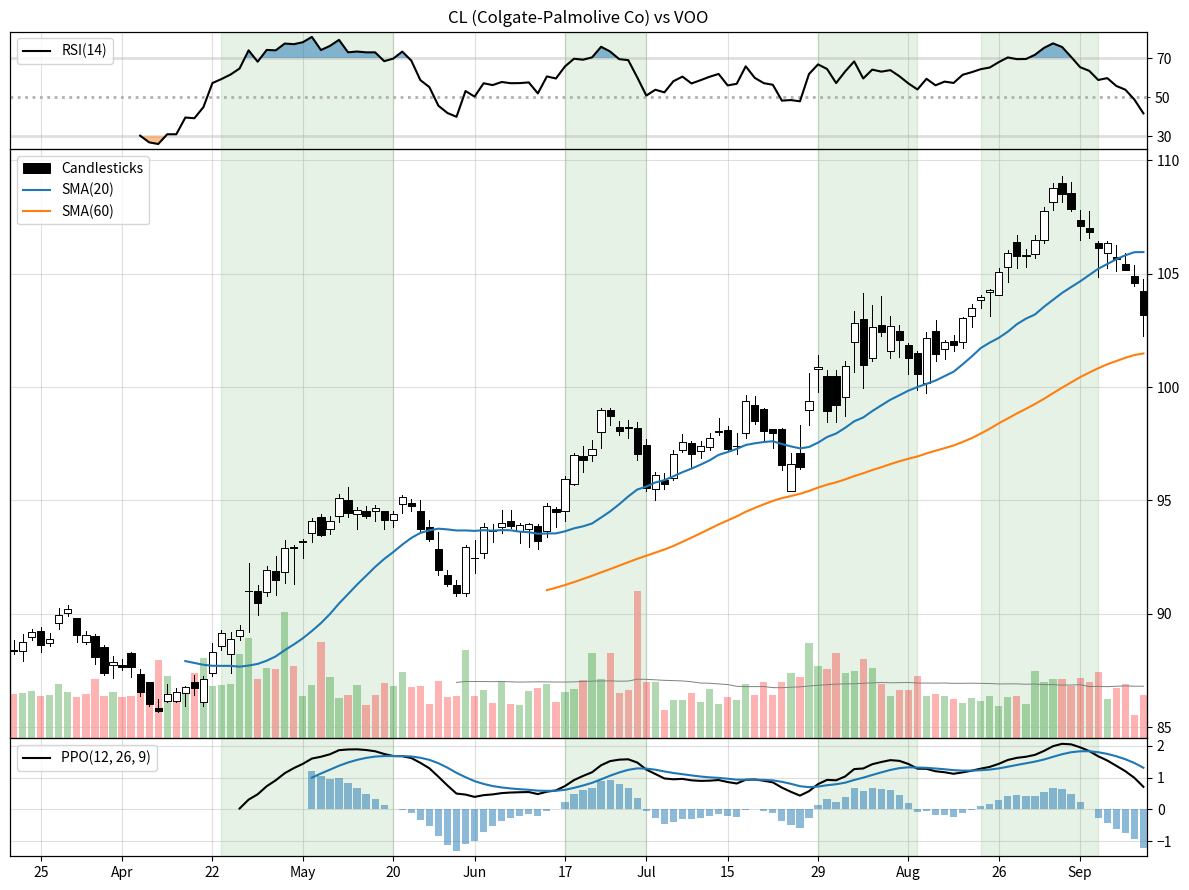 CL (Colgate-Palmolive Co) vs VOO
RSI(14)
70
50
30
Candlesticks
SMA(20)
SMA(60)
110
105
100
95
90
85
PPO(12, 26, 9)
2
1
0
−1
25 Apr 22 May 20 Jun 17 Jul 15 29 Aug 26 Sep